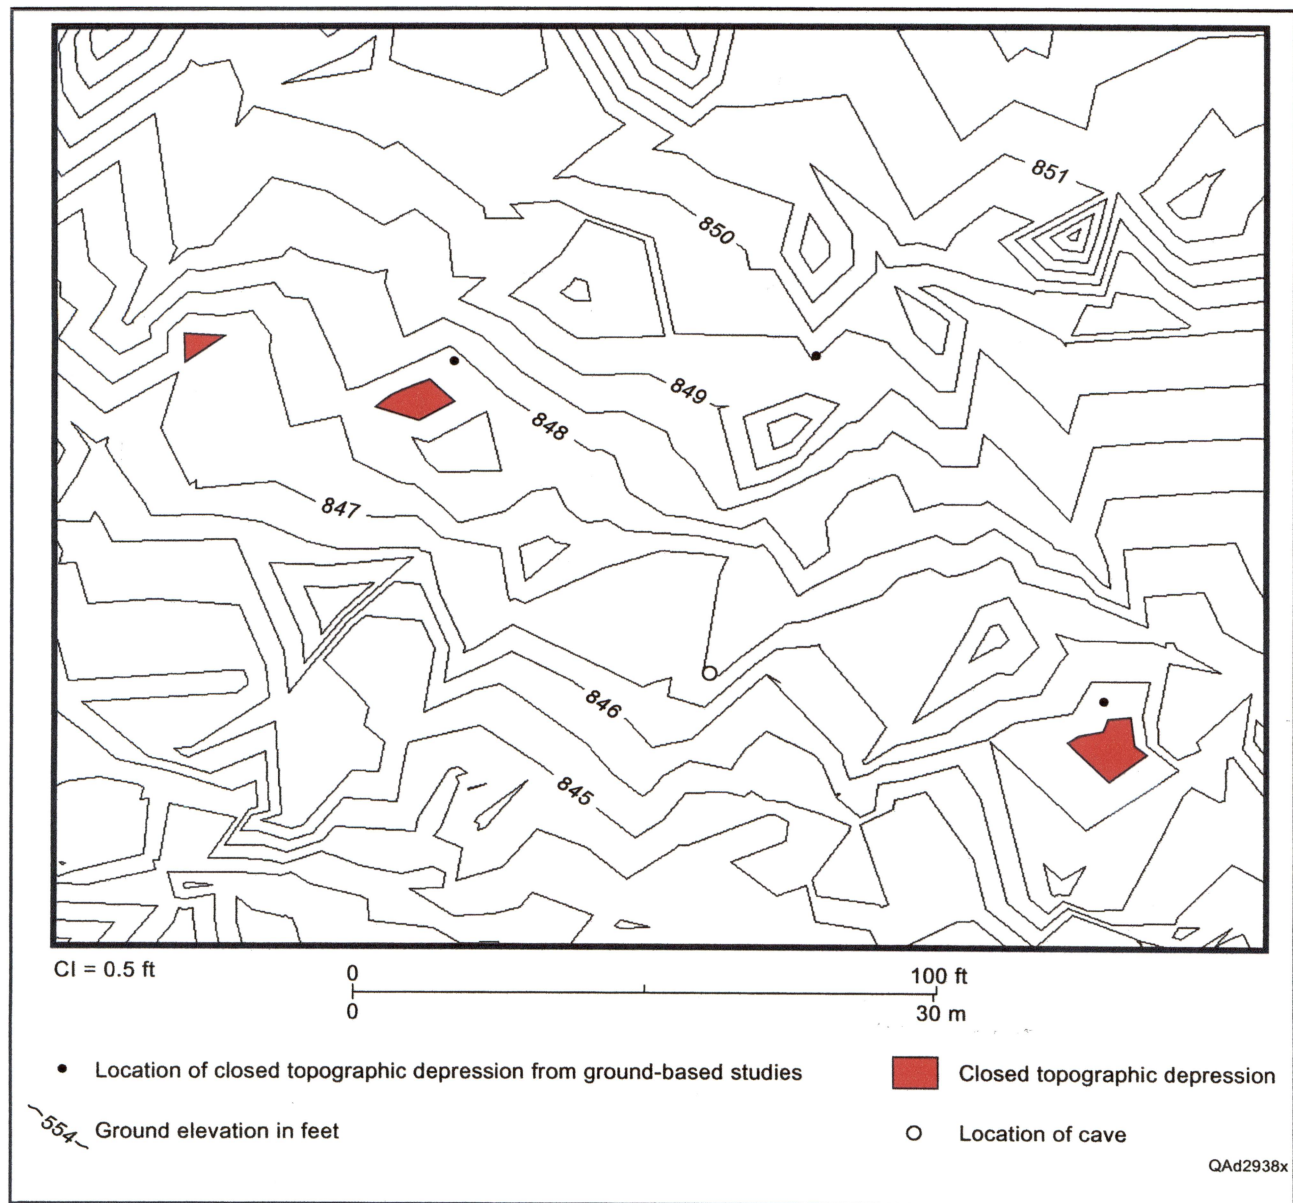 851
850
849
848
847
846
845
CI = 0.5 ft
0 100 ft
0 30 m
Location of closed topographic depression from ground-based studies
Closed topographic depression
554
Ground elevation in feet
Location of cave
QAd2938x